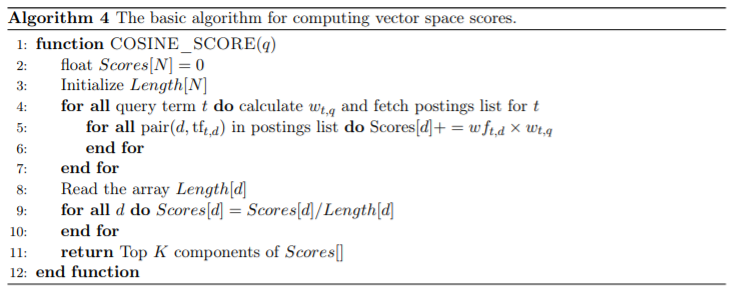 Algorithm 4 The basic algorithm for computing vector space scores.
1: function COSINE_SCORE(q)
2: float Scores[N] = 0
3: Initialize Length[N]
4: for all query term t do calculate w_{t,q} and fetch postings list for t
5: for all pair(d, tf_{t,d}) in postings list do Scores[d]+ = wf_{t,d} × w_{t,q}
6: end for
7: end for
8: Read the array Length[d]
9: for all d do Scores[d] = Scores[d]/Length[d]
10: end for
11: return Top K components of Scores[]
12: end function